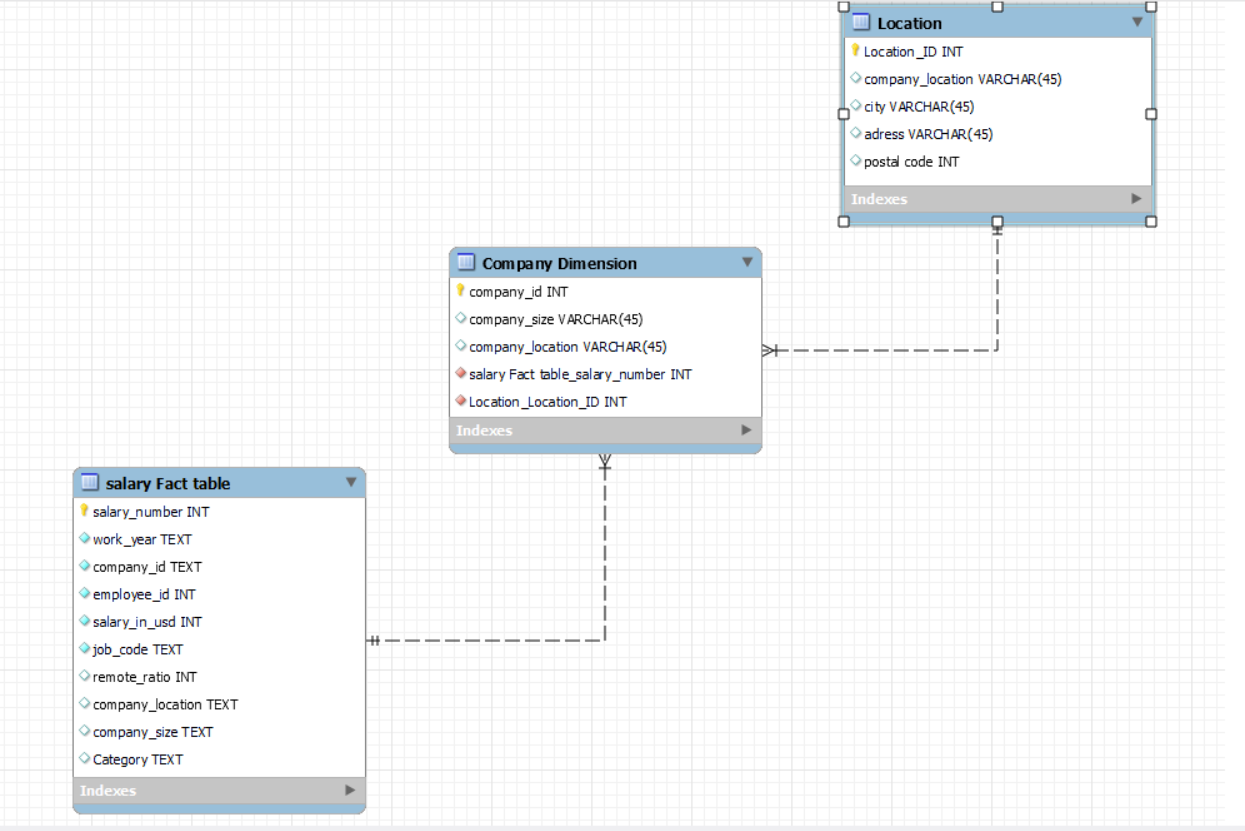 Location
Location_ID INT
company_location VARCHAR(45)
city VARCHAR(45)
adress VARCHAR(45)
postal code INT
Indexes
Company Dimension
company_id INT
company_size VARCHAR(45)
company_location VARCHAR(45)
salary Fact table_salary_number INT
Location_Location_ID INT
Indexes
salary Fact table
salary_number INT
work_year TEXT
company_id TEXT
employee_id INT
salary_in_usd INT
job_code TEXT
remote_ratio INT
company_location TEXT
company_size TEXT
Category TEXT
Indexes